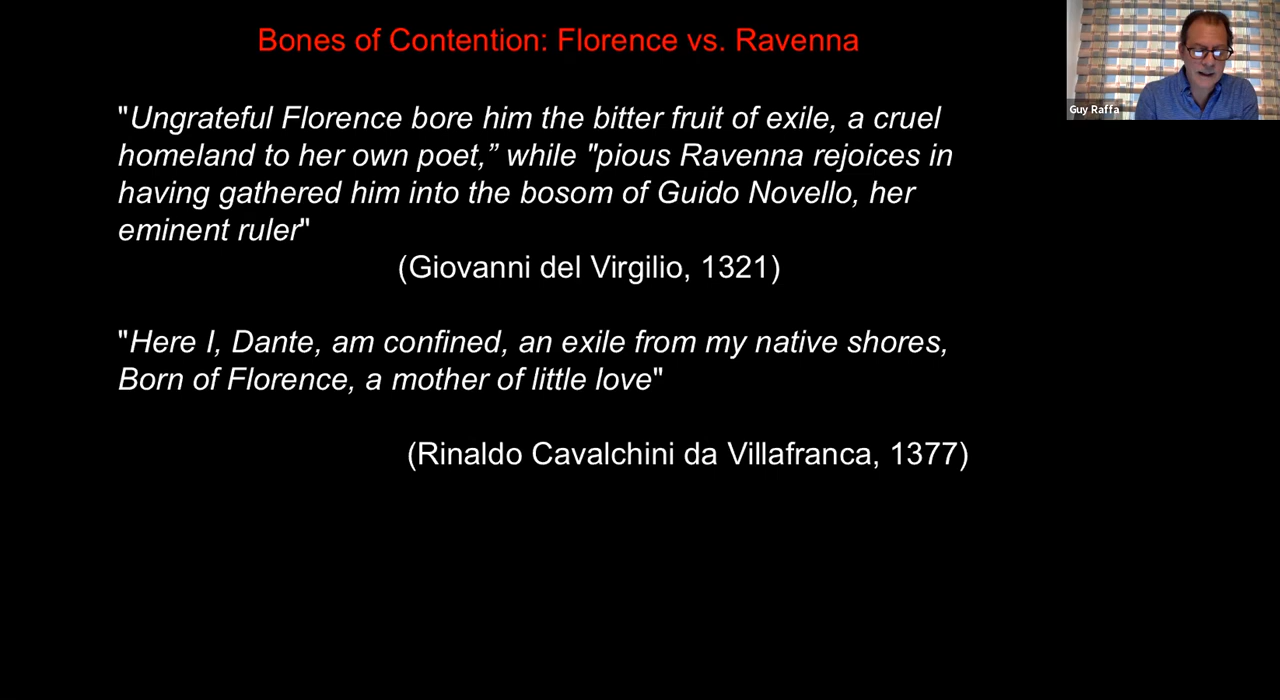 Bones of Contention: Florence vs. Ravenna
"Ungrateful Florence bore him the bitter fruit of exile, a cruel
homeland to her own poet,” while "pious Ravenna rejoices in
having gathered him into the bosom of Guido Novello, her
eminent ruler"
(Giovanni del Virgilio, 1321)
"Here I, Dante, am confined, an exile from my native shores,
Born of Florence, a mother of little love"
(Rinaldo Cavalchini da Villafranca, 1377)
Guy Raffa